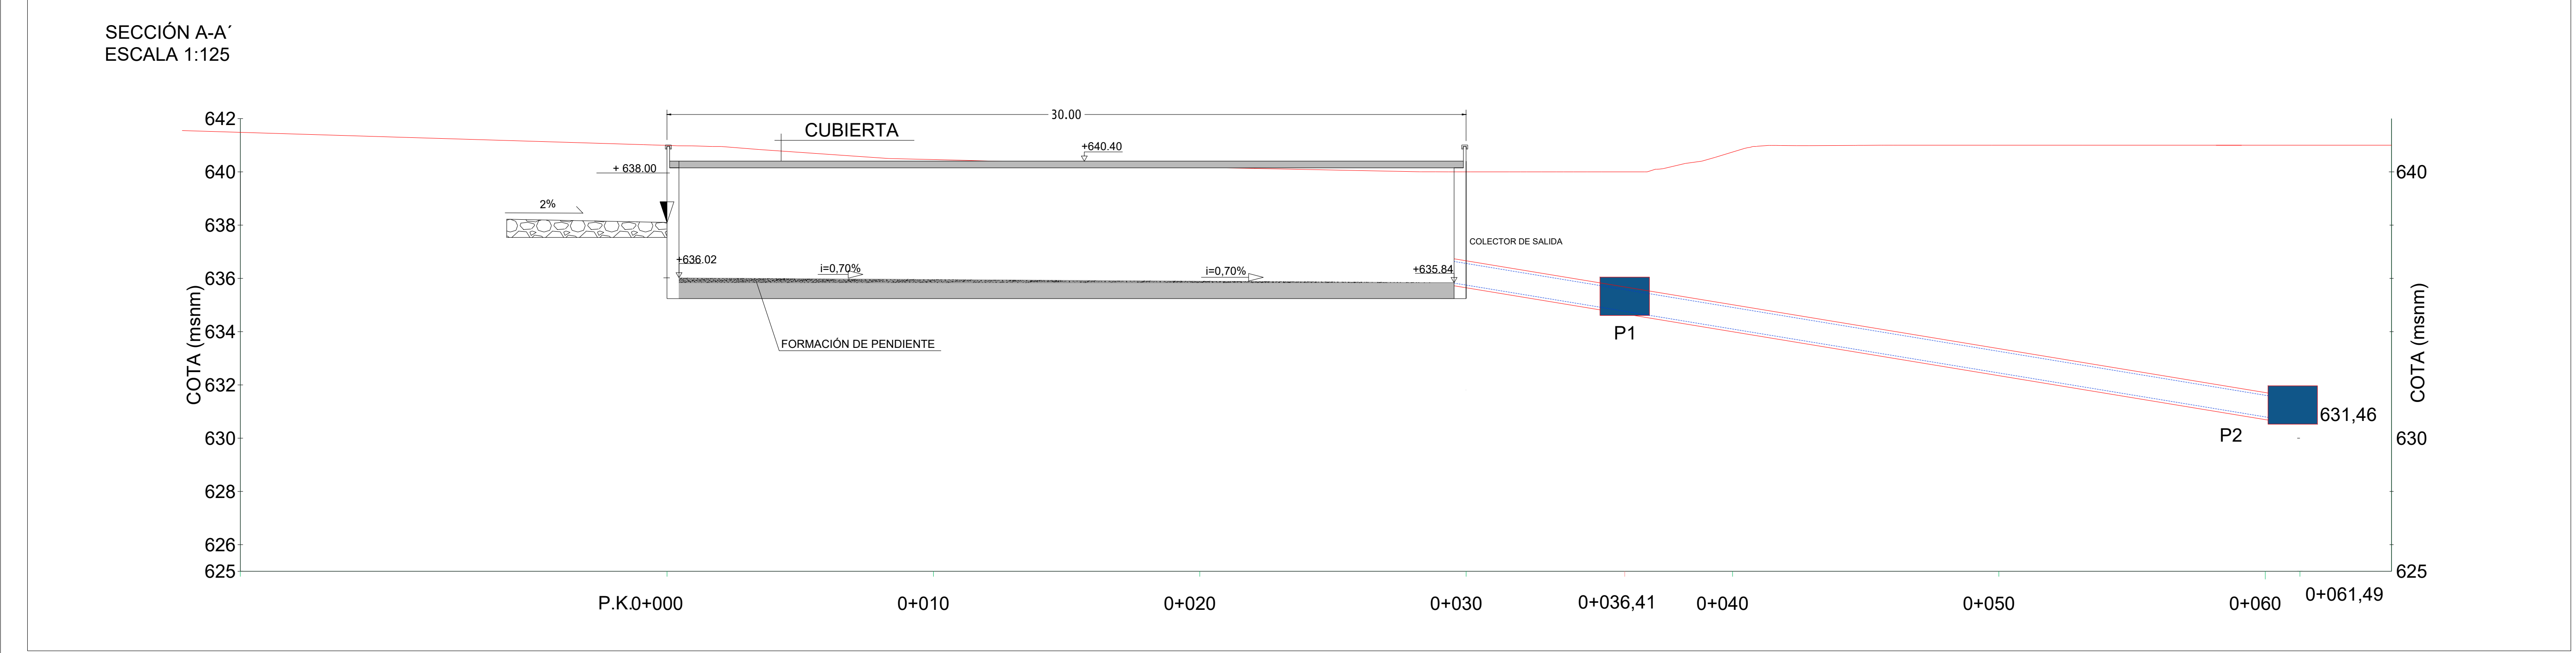 SECCIÓN A-A´
ESCALA 1:125
30.00
CUBIERTA
+640.40
+ 638.00
2%
+636.02
i=0,70%
i=0,70%
+635.84
COLECTOR DE SALIDA
FORMACIÓN DE PENDIENTE
P1
P2
631,46
642
640
638
636
634
632
630
628
626
625
COTA (msnm)
640
630
625
COTA (msnm)
P.K.0+000
0+010
0+020
0+030
0+036,41
0+040
0+050
0+060
0+061,49